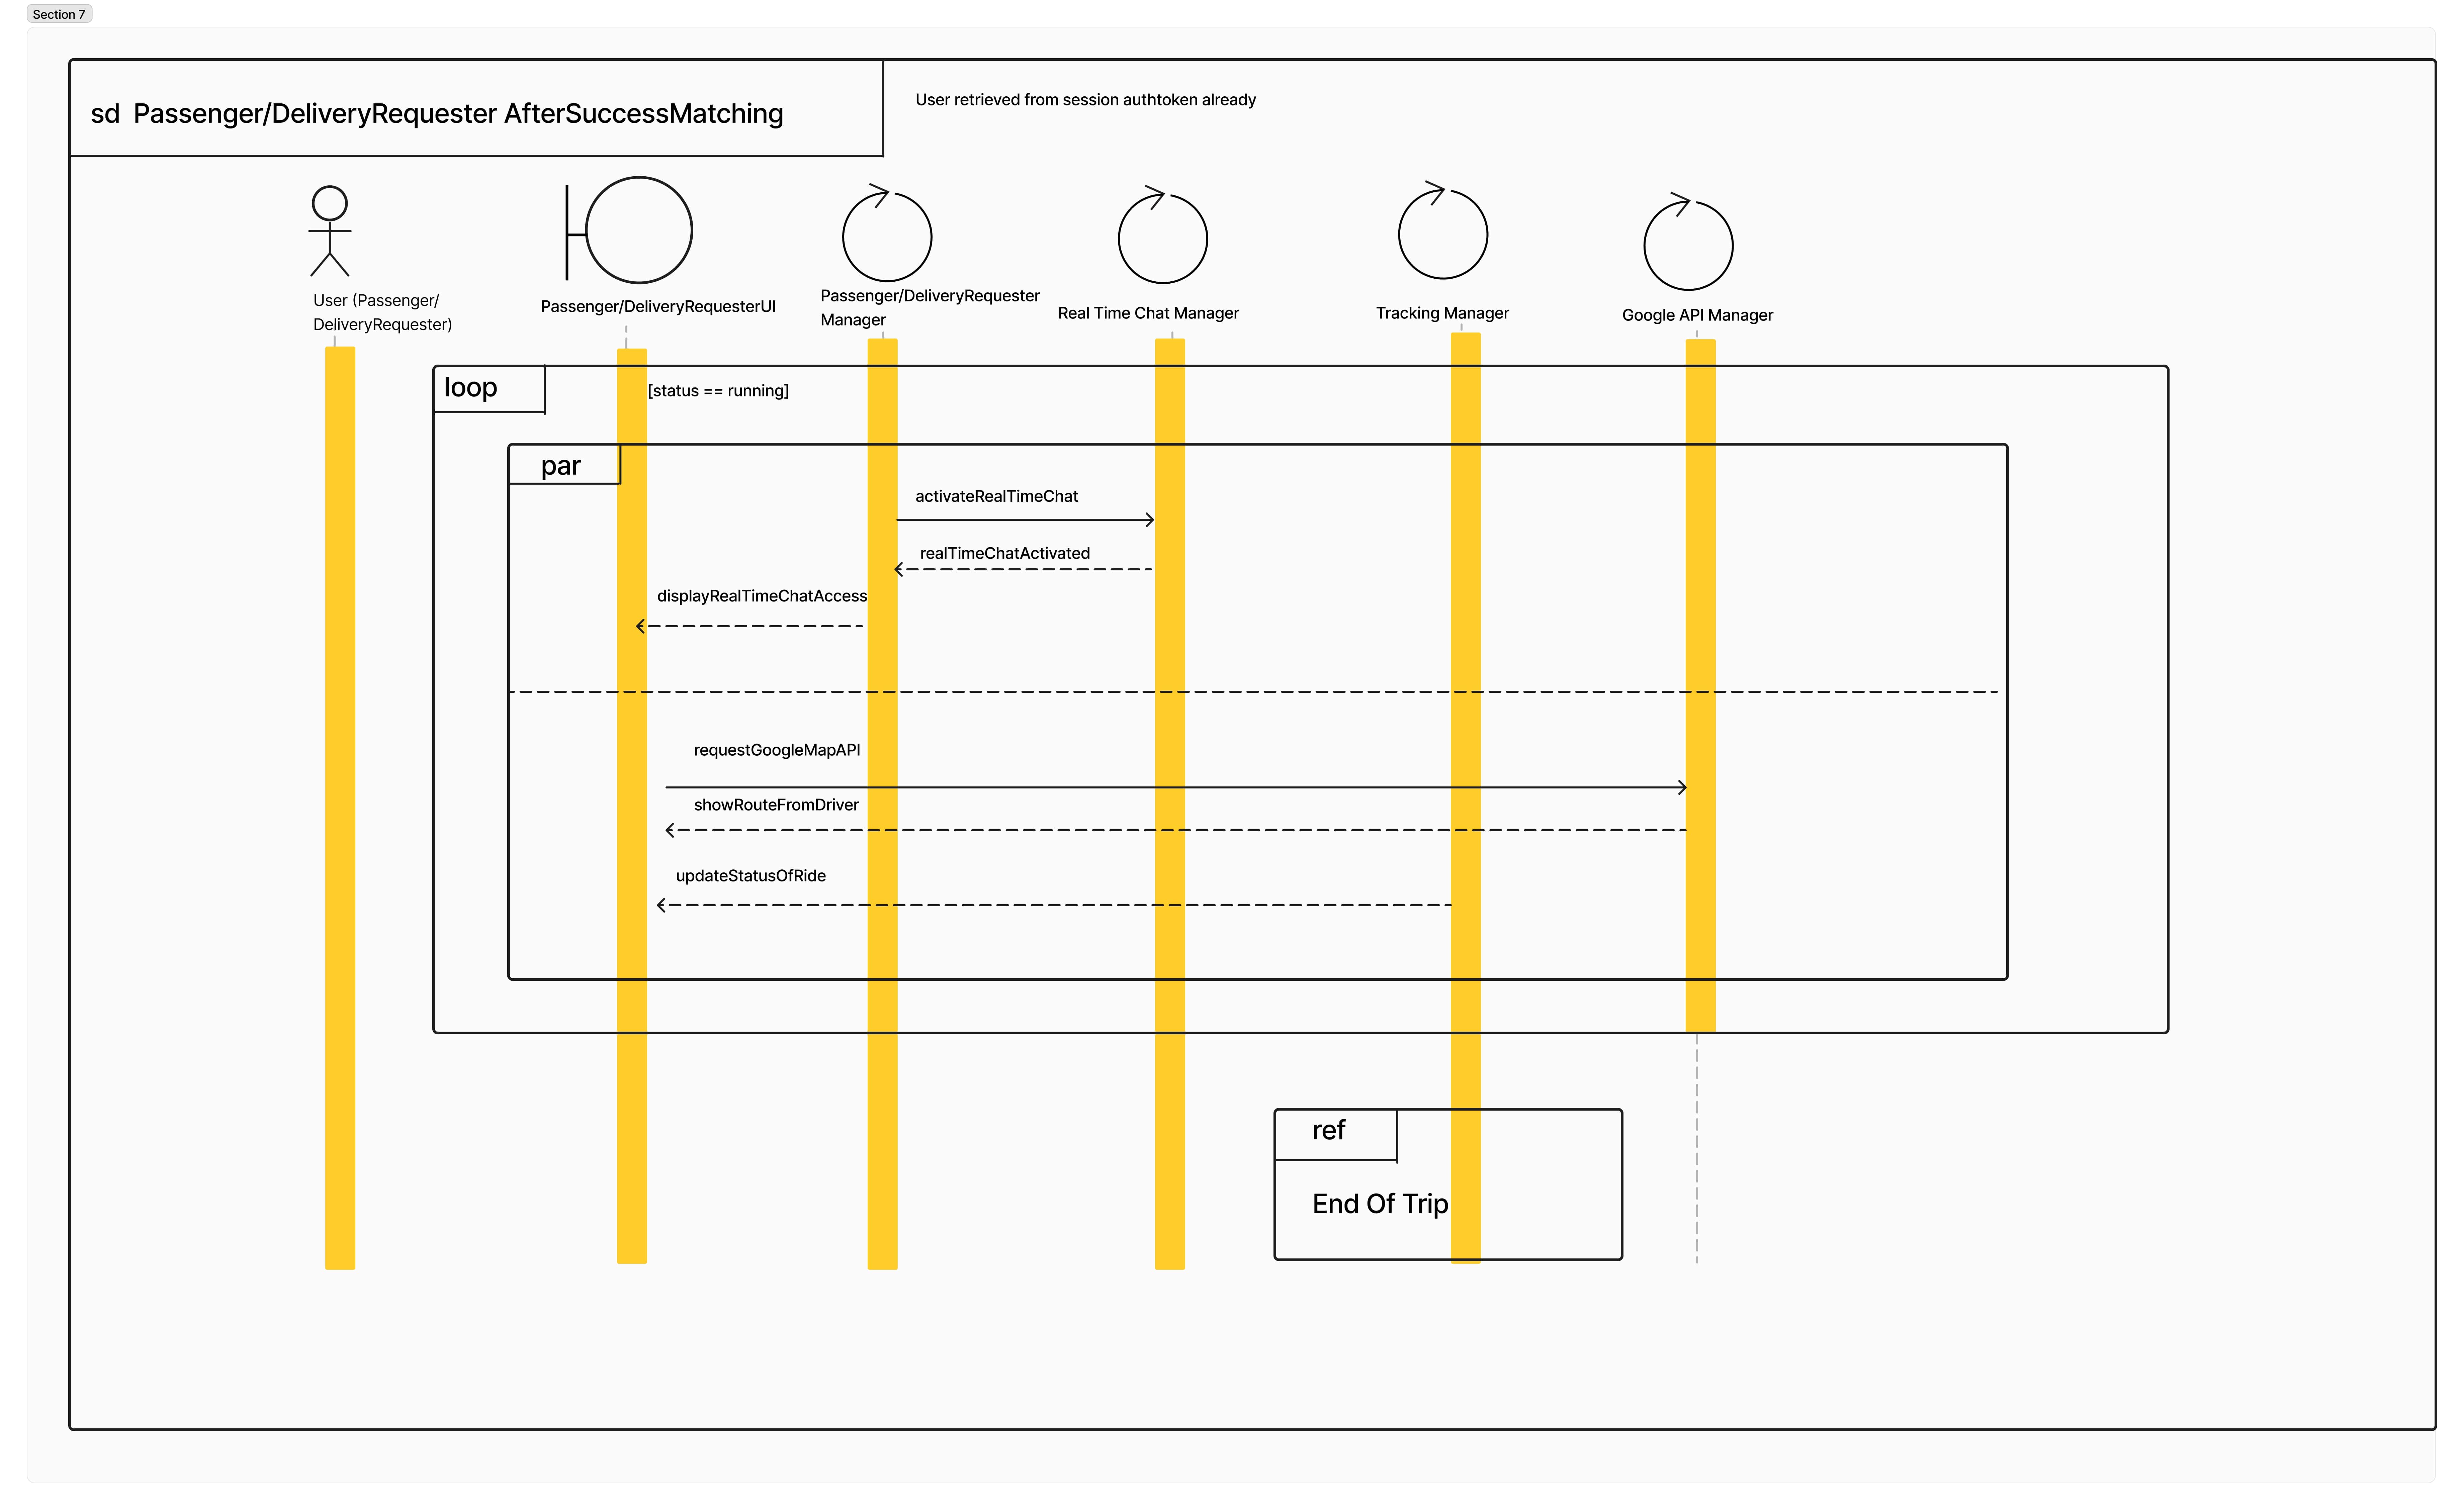 Section 7
sd Passenger/DeliveryRequester AfterSuccessMatching
User retrieved from session authtoken already
User (Passenger/
DeliveryRequester)
Passenger/DeliveryRequesterUI
Passenger/DeliveryRequester
Manager
Real Time Chat Manager
Tracking Manager
Google API Manager
loop
[status == running]
par
activateRealTimeChat
realTimeChatActivated
displayRealTimeChatAccess
requestGoogleMapAPI
showRouteFromDriver
updateStatusOfRide
ref
End Of Trip